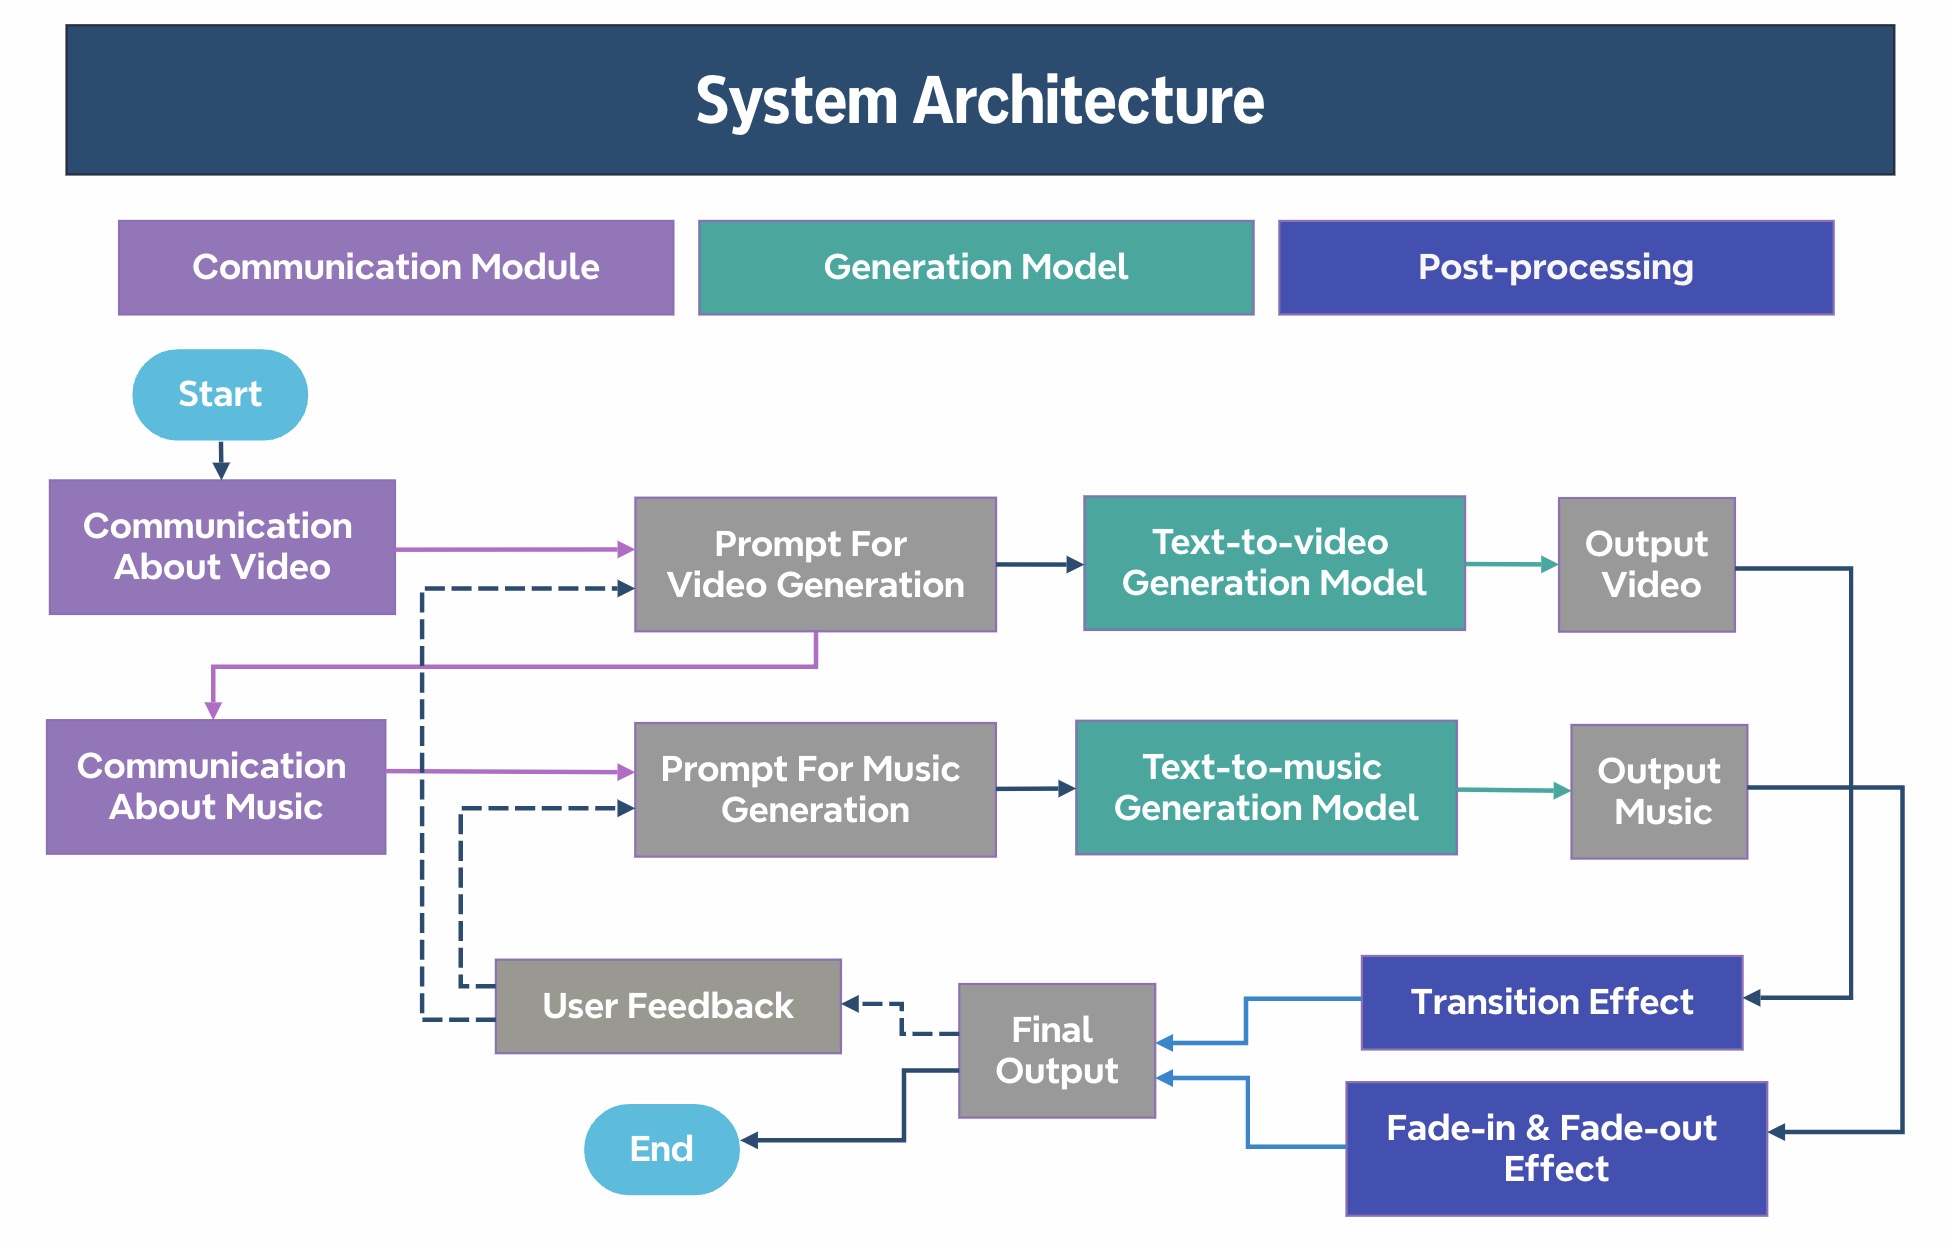 System Architecture
Communication Module
Generation Model
Post-processing
Start
Communication
About Video
Prompt For
Video Generation
Text-to-video
Generation Model
Output
Video
Communication
About Music
Prompt For Music
Generation
Text-to-music
Generation Model
Output
Music
User Feedback
Final
Output
Transition Effect
End
Fade-in & Fade-out
Effect